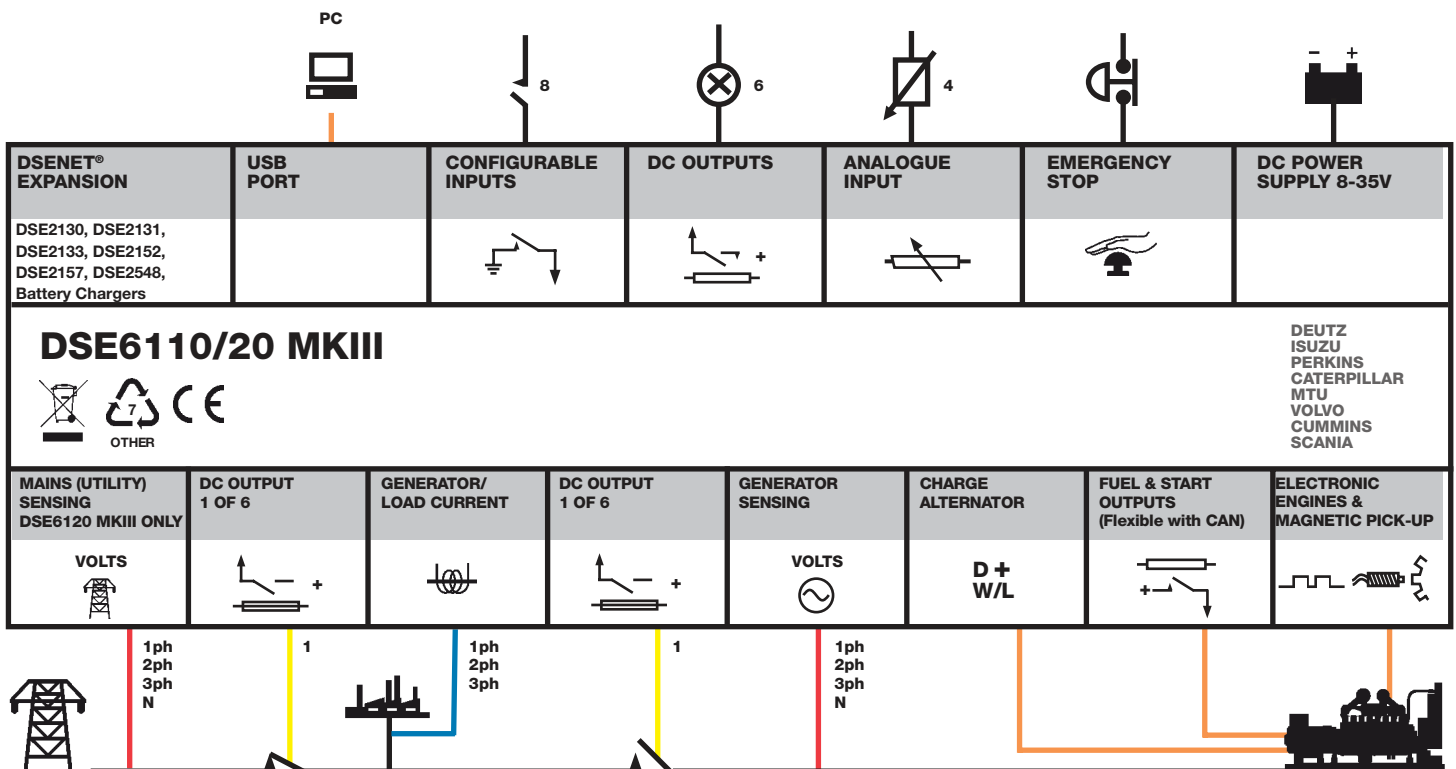 PC
8
6
4
- +
DSENET®
EXPANSION
USB
PORT
CONFIGURABLE
INPUTS
DC OUTPUTS
ANALOGUE
INPUT
EMERGENCY
STOP
DC POWER
SUPPLY 8-35V
DSE2130, DSE2131,
DSE2133, DSE2152,
DSE2157, DSE2548,
Battery Chargers
+
DSE6110/20 MKIII
7
OTHER
CE
DEUTZ
ISUZU
PERKINS
CATERPILLAR
MTU
VOLVO
CUMMINS
SCANIA
MAINS (UTILITY)
SENSING
DSE6120 MKIII ONLY
DC OUTPUT
1 OF 6
GENERATOR/
LOAD CURRENT
DC OUTPUT
1 OF 6
GENERATOR
SENSING
CHARGE
ALTERNATOR
FUEL & START
OUTPUTS
(Flexible with CAN)
ELECTRONIC
ENGINES &
MAGNETIC PICK-UP
VOLTS
+
+
VOLTS
D+
W/L
+
1ph
2ph
3ph
N
1
1ph
2ph
3ph
1
1ph
2ph
3ph
N